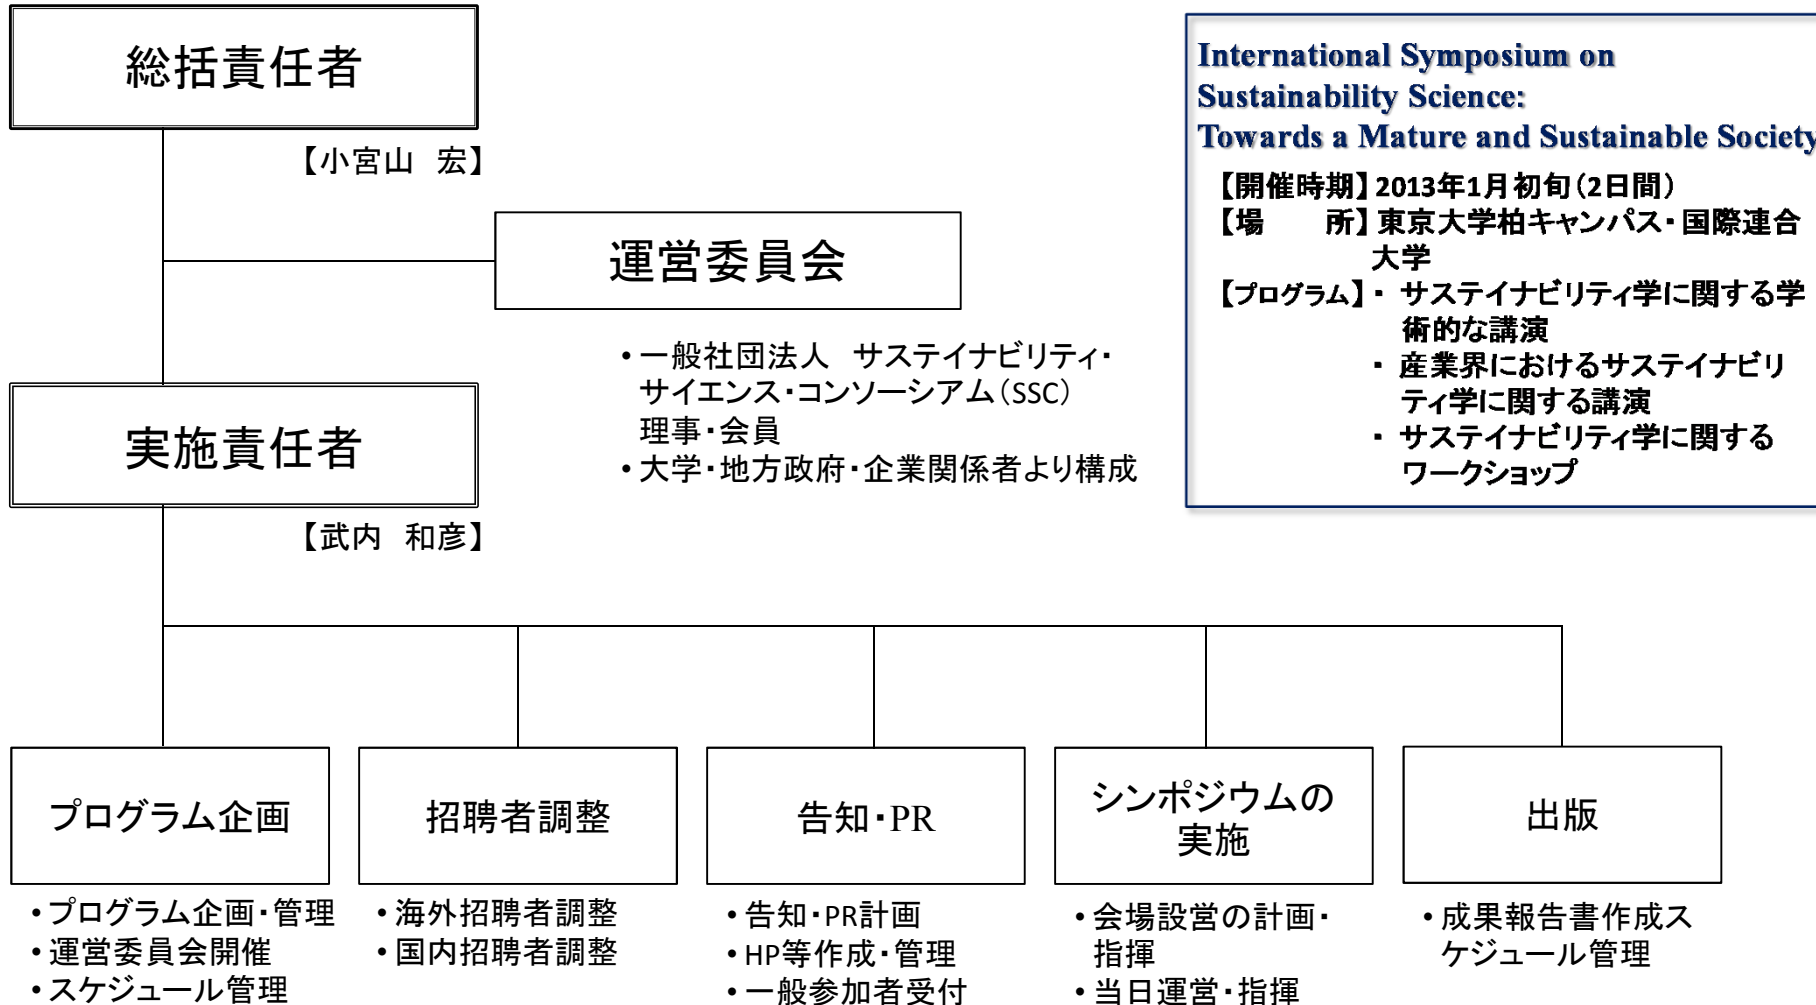 総括責任者
【小宮山 宏】
運営委員会
•一般社団法人 サステイナビリティ・
サイエンス・コンソーシアム(SSC)
理事・会員
•大学・地方政府・企業関係者より構成
実施責任者
【武内 和彦】
International Symposium on
Sustainability Science:
Towards a Mature and Sustainable Society
【開催時期】2013年1月初旬(2日間)
【場 所】東京大学柏キャンパス・国際連合
大学
【プログラム】・ サステイナビリティ学に関する学
術的な講演
・ 産業界におけるサステイナビリ
ティ学に関する講演
・ サステイナビリティ学に関する
ワークショップ
プログラム企画
•プログラム企画・管理
•運営委員会開催
•スケジュール管理
招聘者調整
•海外招聘者調整
•国内招聘者調整
告知・PR
•告知・PR計画
•HP等作成・管理
•一般参加者受付
シンポジウムの
実施
•会場設営の計画・
指揮
•当日運営・指揮
出版
•成果報告書作成ス
ケジュール管理